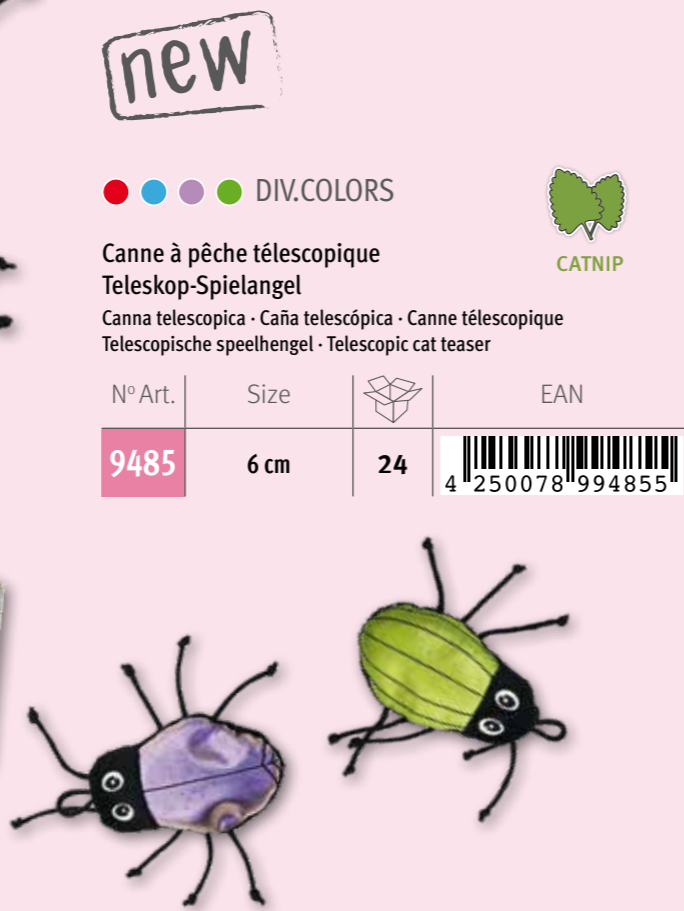 new
DIV.COLORS
CATNIP
Canne à pêche télescopique
Teleskop-Spielangel
Canna telescopica · Caña telescópica · Canne télescopique
Telescopische speelhengel · Telescopic cat teaser
Nº Art. Size EAN
9485 6 cm 24 4 250078 994855